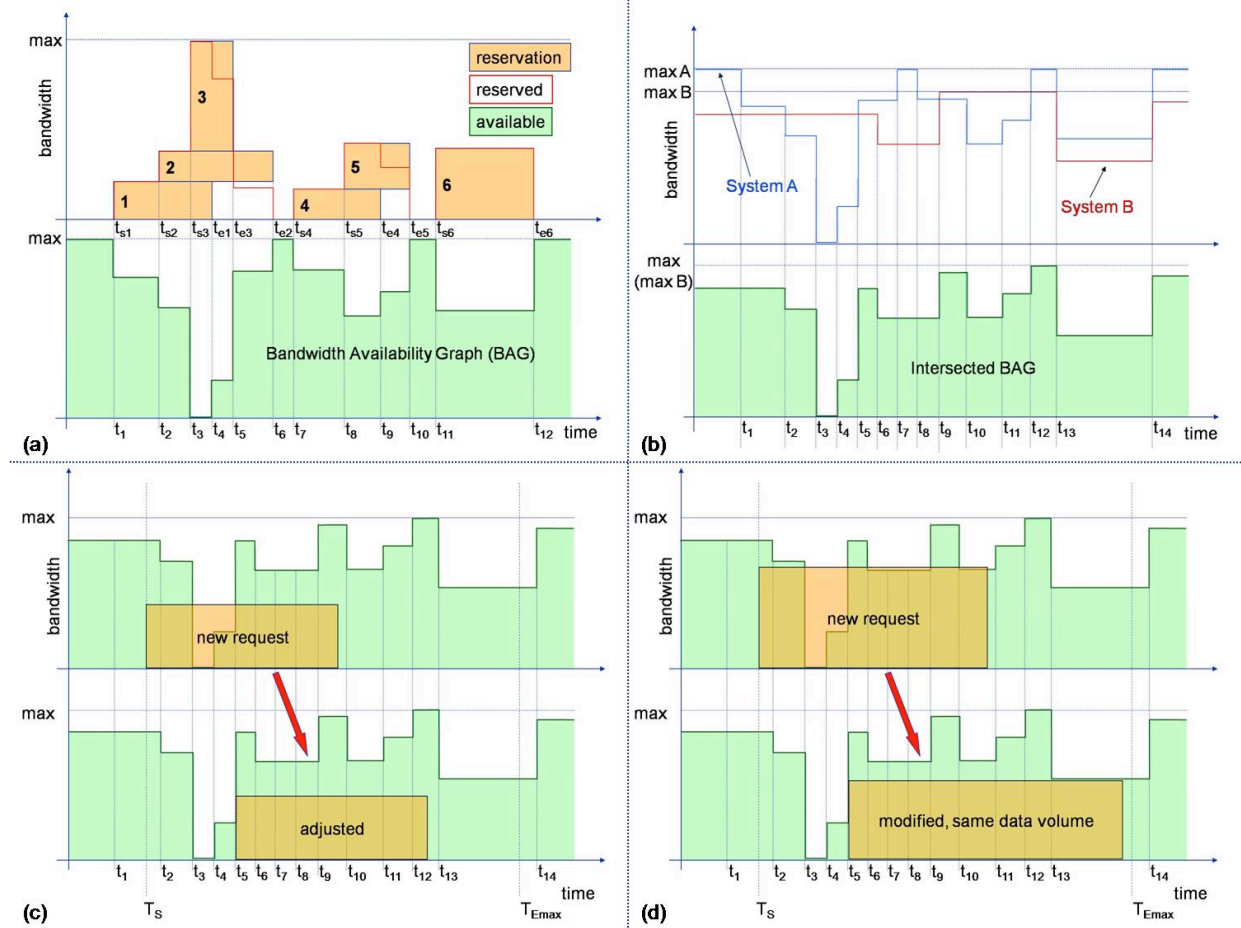 max
bandwidth
reservation
reserved
available
3
2
5
1
4
6
ts1 ts2 ts3 te1 te3 te2 ts4 ts5 te4 te5 ts6 te6
max
Bandwidth Availability Graph (BAG)
t1 t2 t3 t4 t5 t6 t7 t8 t9 t10 t11 t12 time
(a)
(b)
max A
max B
bandwidth
System A
System B
max
(max B)
Intersected BAG
t1 t2 t3 t4 t5 t6 t7 t8 t9 t10 t11 t12 t13 t14 time
max
bandwidth
new request
max
adjusted
t1 t2 t3 t4 t5 t6 t7 t8 t9 t10 t11 t12 t13 t14
time
(c)
TS TEmax
max
bandwidth
new request
max
modified, same data volume
t1 t2 t3 t4 t5 t6 t7 t8 t9 t10 t11 t12 t13 t14
time
(d)
TS TEmax